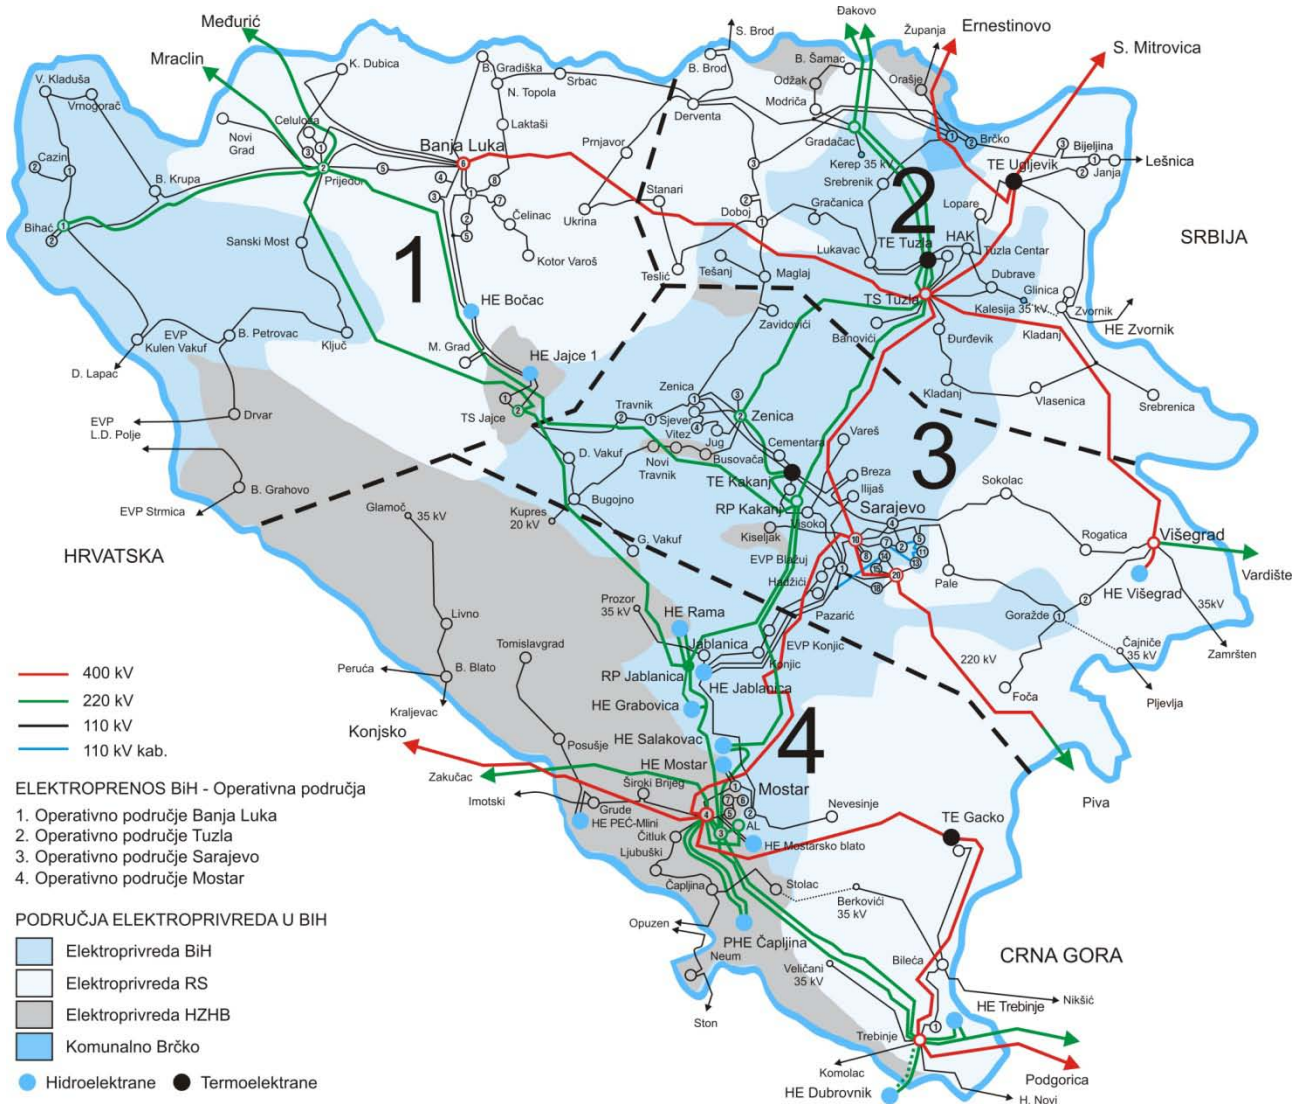 Međurić
Mraclin
Đakovo
Županja
Ernestinovo
S. Mitrovica
S. Brod
V. Kladuša
Vrnogorač
K. Dubica
B. Gradiška
Srbac
B. Brod
B. Šamac
Odžak
Orašje
Modriča
N. Topola
Celuloza
Novi
Grad
Laktaši
Derventa
Banja Luka
Prnjavor
Gradačac
Brčko
Bijeljina
Lešnica
Janja
TE Ugljevik
Kerep 35 kV
Srebrenik
Cazin
B. Krupa
Prijedor
Bihać
Sanski Most
Čelinac
Kotor Varoš
Ukrina
Stanari
Doboj
Gračanica
Lukavac
TE Tuzla
HAK
Lopare
Tuzla Centar
SRBIJA
1
2
Teslić
Tešanj
Maglaj
Dubrave
Glinica
TS Tuzla
Kalesija 35 kV
Zvornik
HE Zvornik
HE Bočac
Zavidovići
Banovići
Đurđevik
Kladanj
EVP
Kulen Vakuf
B. Petrovac
Ključ
M. Grad
HE Jajce 1
D. Lapac
TS Jajce
Kladanj
Vlasenica
Srebrenica
Zenica
Sjever
Travnik
Vitez
Jug
Zenica
Busovača
Novi
Travnik
Drvar
EVP
L.D. Polje
Cementara
Vareš
3
D. Vakuf
TE Kakanj
Breza
Ilijaš
Sokolac
B. Grahovo
EVP Strmica
Bugojno
Kupres
20 kV
RP Kakanj
Visoko
Sarajevo
Glamoč
35 kV
HRVATSKA
G. Vakuf
Kiseljak
Rogatica
Višegrad
Vardište
EVP Blažuj
Hadžići
Pale
HE Višegrad
Prozor
35 kV
HE Rama
Pazarić
Goražde
35kV
Livno
Tomislavgrad
Jablanica
EVP Konjic
Konjic
Čajniče
35 kV
Zamršten
220 kV
Peruća
B. Blato
RP Jablanica
HE Jablanica
Foča
Pljevlja
Kraljevac
HE Grabovica
400 kV
220 kV
110 kV
110 kV kab.
Konjsko
Posušje
HE Salakovac
4
HE Mostar
Zakučac
Široki Brijeg
Mostar
Imotski
Grude
Nevesinje
Piva
HE PEĆ-Mlini
AL
TE Gacko
Čitluk
HE Mostarsko blato
Ljubuški
ELEKTROPRENOS BiH - Operativna područja
1. Operativno područje Banja Luka
2. Operativno područje Tuzla
3. Operativno područje Sarajevo
4. Operativno područje Mostar
Čapljina
Stolac
Berkovići
35 kV
Opuzen
PHE Čapljina
Neum
Veličani
35 kV
Bileća
CRNA GORA
Nikšić
Ston
HE Trebinje
Trebinje
Komolac
Podgorica
HE Dubrovnik
H. Novi
PODRUČJA ELEKTROPRIVREDA U BIH
Elektroprivreda BiH
Elektroprivreda RS
Elektroprivreda HZHB
Komunalno Brčko
Hidroelektrane
Termoelektrane